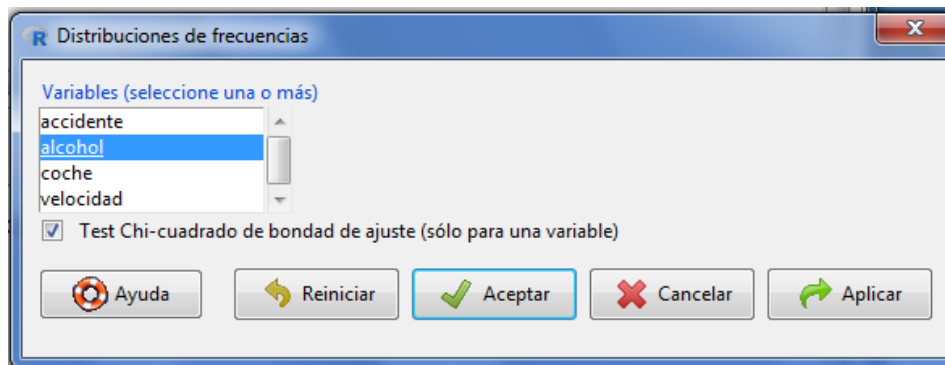 R Distribuciones de frecuencias
X
Variables (seleccione una o más)
accidente
alcohol
coche
velocidad
Test Chi-cuadrado de bondad de ajuste (sólo para una variable)
Ayuda Reiniciar Aceptar Cancelar Aplicar